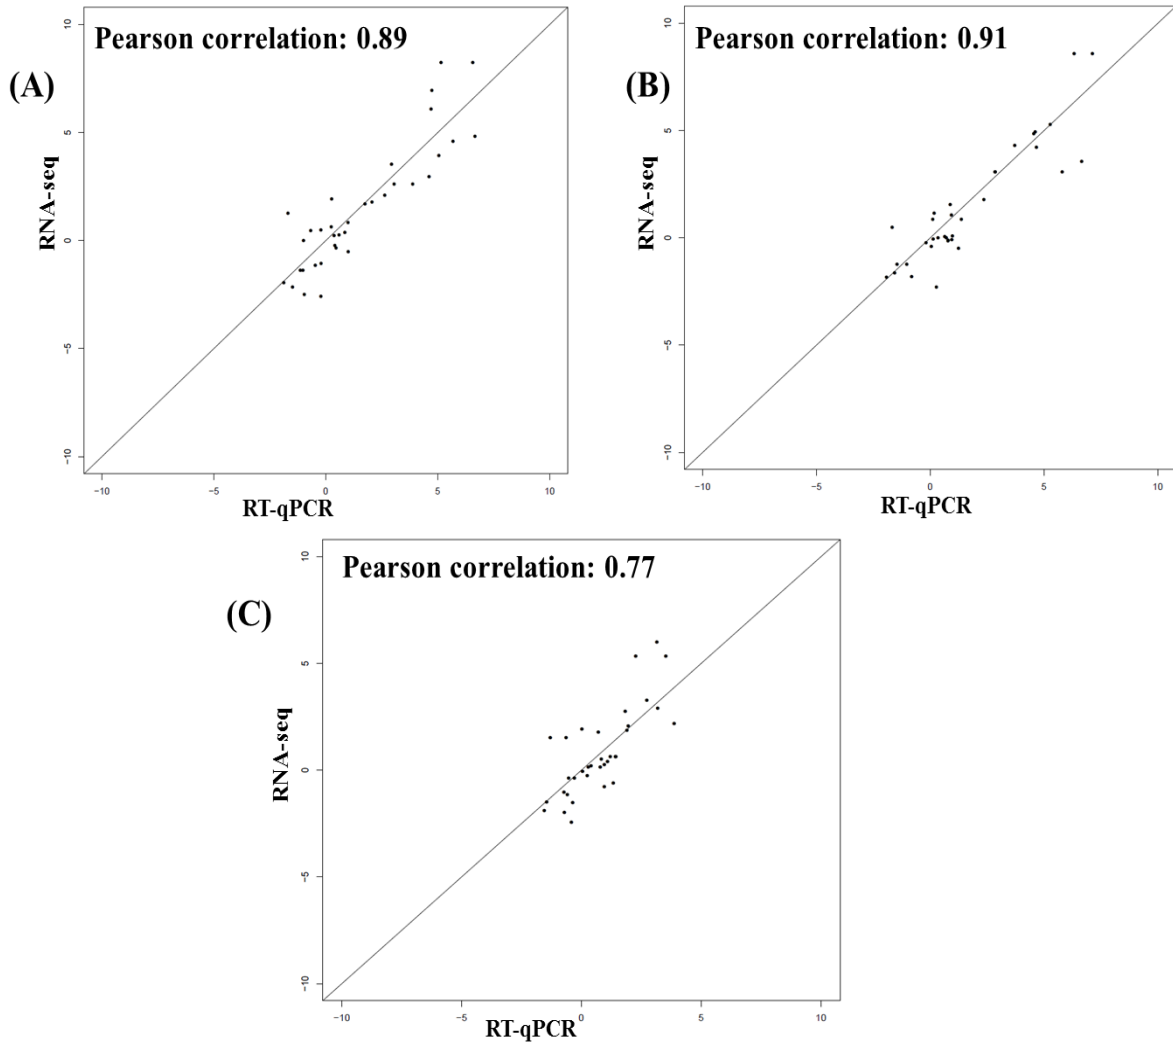 Pearson correlation: 0.89
(A)
RNA-seq
10
5
0
−5
−10
−10 −5 0 5 10
RT-qPCR
Pearson correlation: 0.91
(B)
RNA-seq
10
5
0
−5
−10
−10 −5 0 5 10
RT-qPCR
Pearson correlation: 0.77
(C)
RNA-seq
10
5
0
−5
−10
−10 −5 0 5 10
RT-qPCR